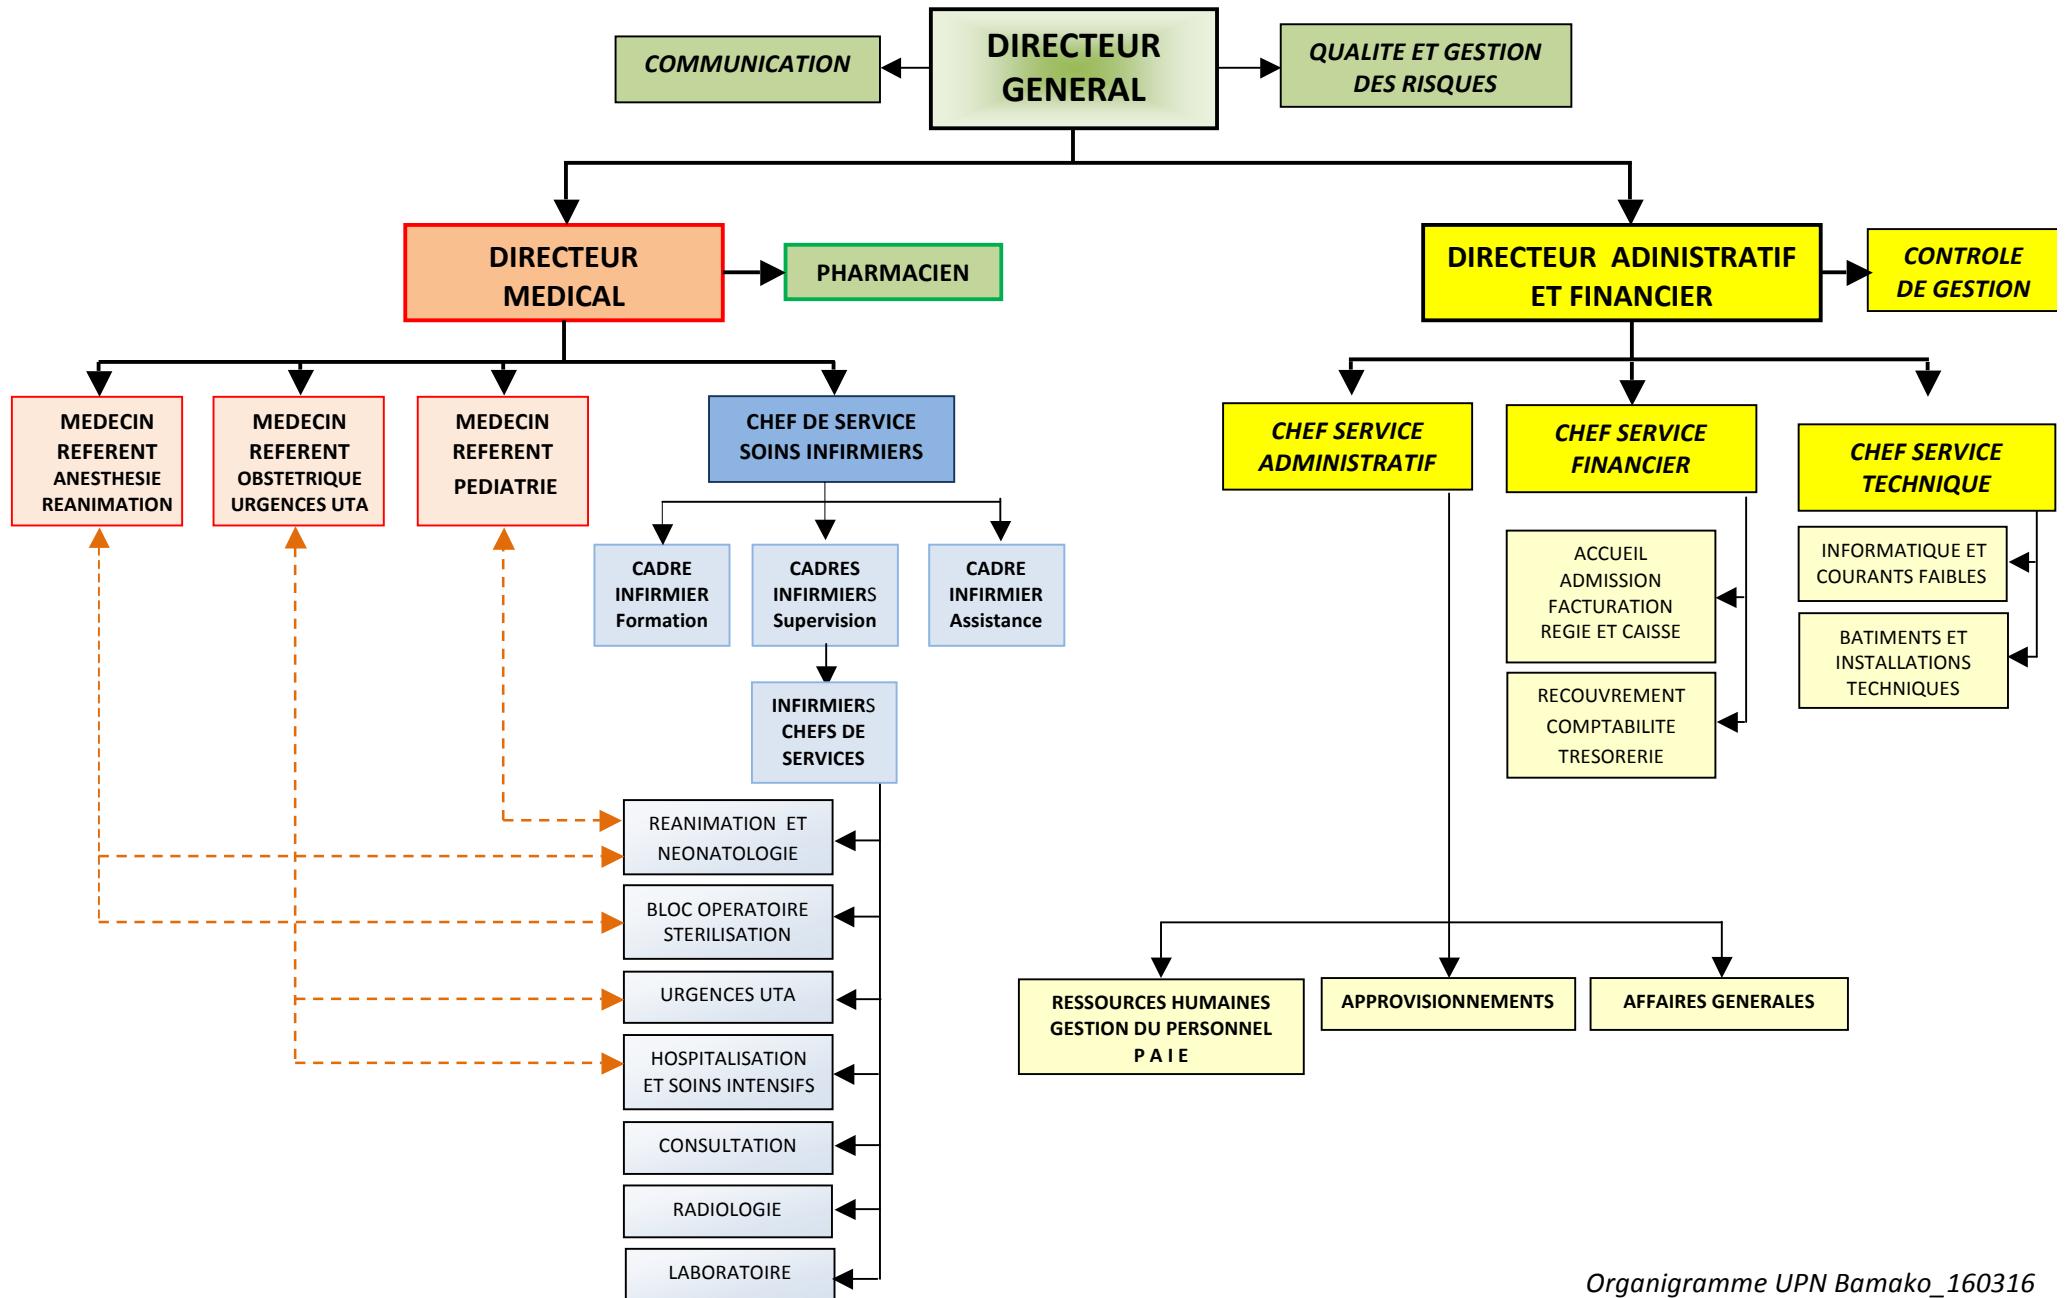 COMMUNICATION
DIRECTEUR
GENERAL
QUALITE ET GESTION
DES RISQUES
DIRECTEUR
MEDICAL
PHARMACIEN
DIRECTEUR ADINISTRATIF
ET FINANCIER
CONTROLE
DE GESTION
MEDECIN
REFERENT
ANESTHESIE
REANIMATION
MEDECIN
REFERENT
OBSTETRIQUE
URGENCES UTA
MEDECIN
REFERENT
PEDIATRIE
CHEF DE SERVICE
SOINS INFIRMIERS
CHEF SERVICE
ADMINISTRATIF
CHEF SERVICE
FINANCIER
CHEF SERVICE
TECHNIQUE
CADRE
INFIRMIER
Formation
CADRES
INFIRMIERS
Supervision
CADRE
INFIRMIER
Assistance
ACCUEIL
ADMISSION
FACTURATION
REGIE ET CAISSE
INFORMATIQUE ET
COURANTS FAIBLES
BATIMENTS ET
INSTALLATIONS
TECHNIQUES
RECOUVREMENT
COMPTABILITE
TRESORERIE
INFIRMIERS
CHEFS DE
SERVICES
REANIMATION ET
NEONATOLOGIE
BLOC OPERATOIRE
STERILISATION
URGENCES UTA
HOSPITALISATION
ET SOINS INTENSIFS
CONSULTATION
RADIOLOGIE
LABORATOIRE
RESSOURCES HUMAINES
GESTION DU PERSONNEL
P A I E
APPROVISIONNEMENTS
AFFAIRES GENERALES
Organigramme UPN Bamako_160316